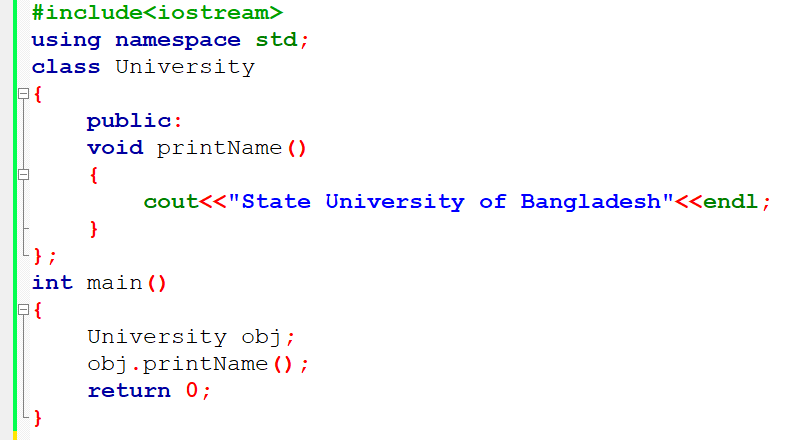 #include<iostream>
using namespace std;
class University
{
    public:
    void printName()
    {
        cout<<"State University of Bangladesh"<<endl;
    }
};
int main()
{
    University obj;
    obj.printName();
    return 0;
}